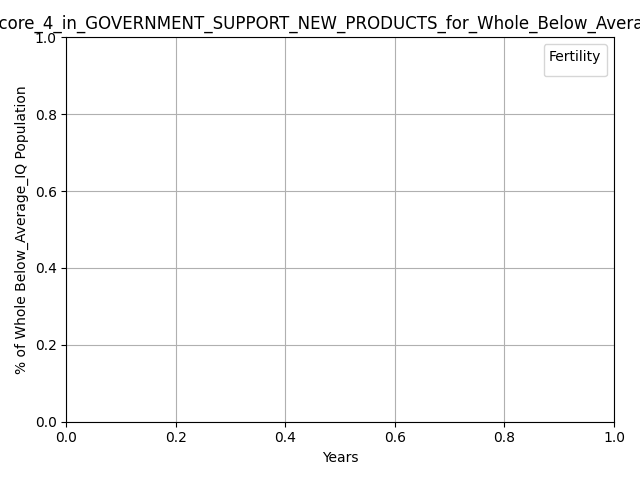 core_4_in_GOVERNMENT_SUPPORT_NEW_PRODUCTS_for_Whole_Below_Avera
Fertility
% of Whole Below_Average_IQ Population
1.0
0.8
0.6
0.4
0.2
0.0
0.0 0.2 0.4 0.6 0.8 1.0
Years